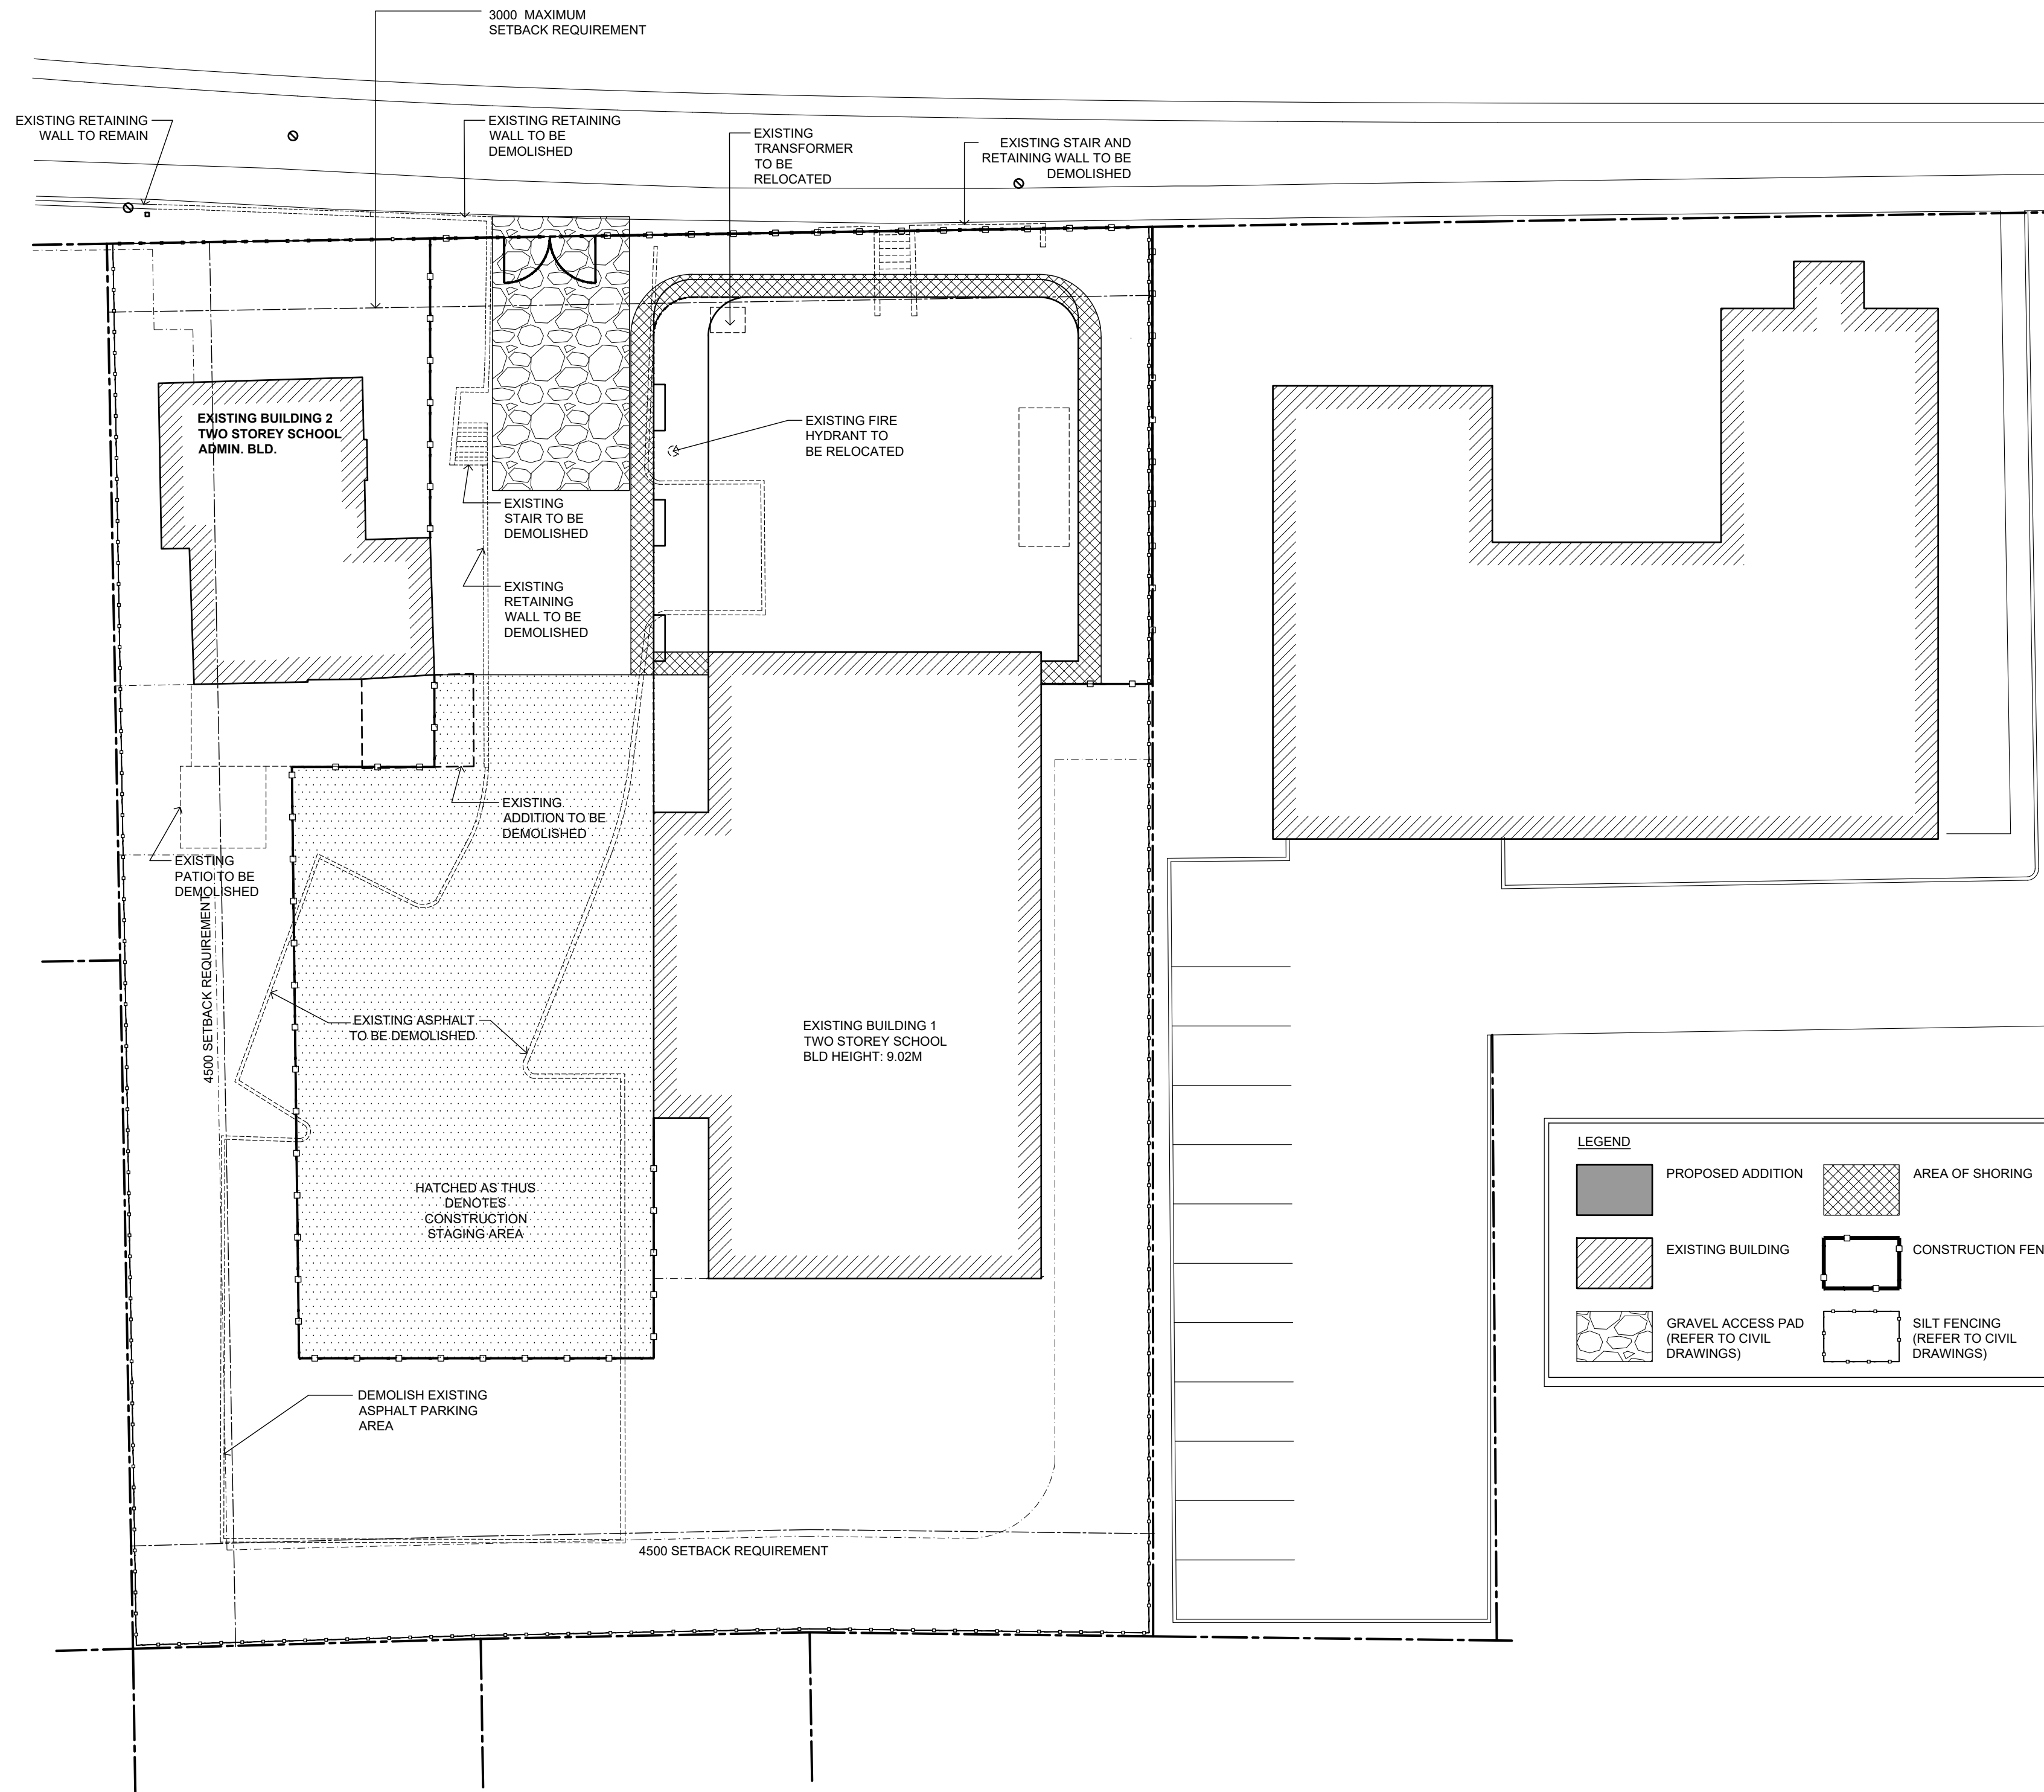 3000 MAXIMUM
SETBACK REQUIREMENT
EXISTING RETAINING
WALL TO REMAIN
EXISTING RETAINING
WALL TO BE
DEMOLISHED
EXISTING
TRANSFORMER
TO BE
RELOCATED
EXISTING STAIR AND
RETAINING WALL TO BE
DEMOLISHED
EXISTING BUILDING 2
TWO STOREY SCHOOL
ADMIN. BLD.
EXISTING FIRE
HYDRANT TO
BE RELOCATED
EXISTING
STAIR TO BE
DEMOLISHED
EXISTING
RETAINING
WALL TO BE
DEMOLISHED
EXISTING
ADDITION TO BE
DEMOLISHED
EXISTING
PATIO TO BE
DEMOLISHED
4500 SETBACK REQUIREMENT
EXISTING ASPHALT
TO BE DEMOLISHED
EXISTING BUILDING 1
TWO STOREY SCHOOL
BLD HEIGHT: 9.02M
HATCHED AS THUS
DENOTES
CONSTRUCTION
STAGING AREA
DEMOLISH EXISTING
ASPHALT PARKING
AREA
4500 SETBACK REQUIREMENT
LEGEND
PROPOSED ADDITION
AREA OF SHORING
EXISTING BUILDING
CONSTRUCTION FEN
GRAVEL ACCESS PAD
(REFER TO CIVIL
DRAWINGS)
SILT FENCING
(REFER TO CIVIL
DRAWINGS)